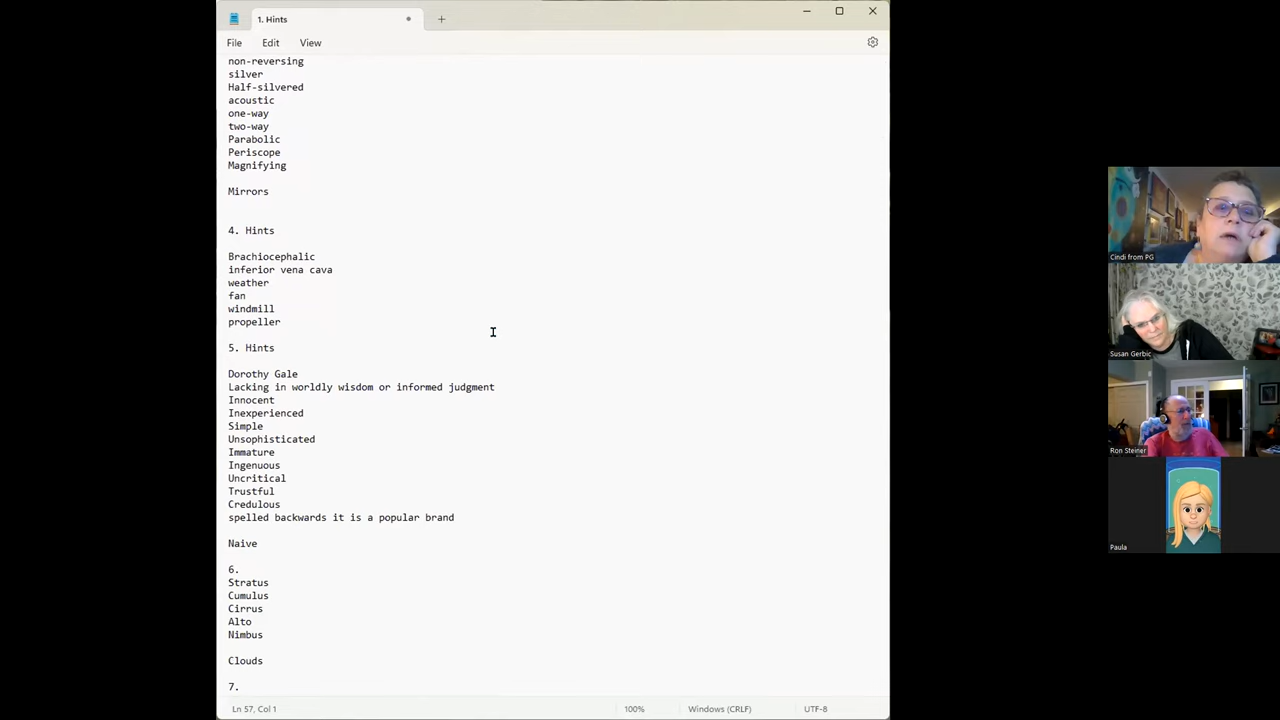 1. Hints
File
Edit
View
non-reversing
silver
Half-silvered
acoustic
one-way
two-way
Parabolic
Periscope
Magnifying
Mirrors
4. Hints
Brachiocephalic
inferior vena cava
weather
fan
windmill
propeller
5. Hints
Dorothy Gale
Lacking in worldly wisdom or informed judgment
Innocent
Inexperienced
Simple
Unsophisticated
Immature
Ingenuous
Uncritical
Trustful
Credulous
spelled backwards it is a popular brand
Naive
6.
Stratus
Cumulus
Cirrus
Alto
Nimbus
Clouds
7.
Ln 57, Col 1
100%
Windows (CRLF)
UTF-8
Cindi from PG
Susan Gerbic
Ron Steiner
Paula